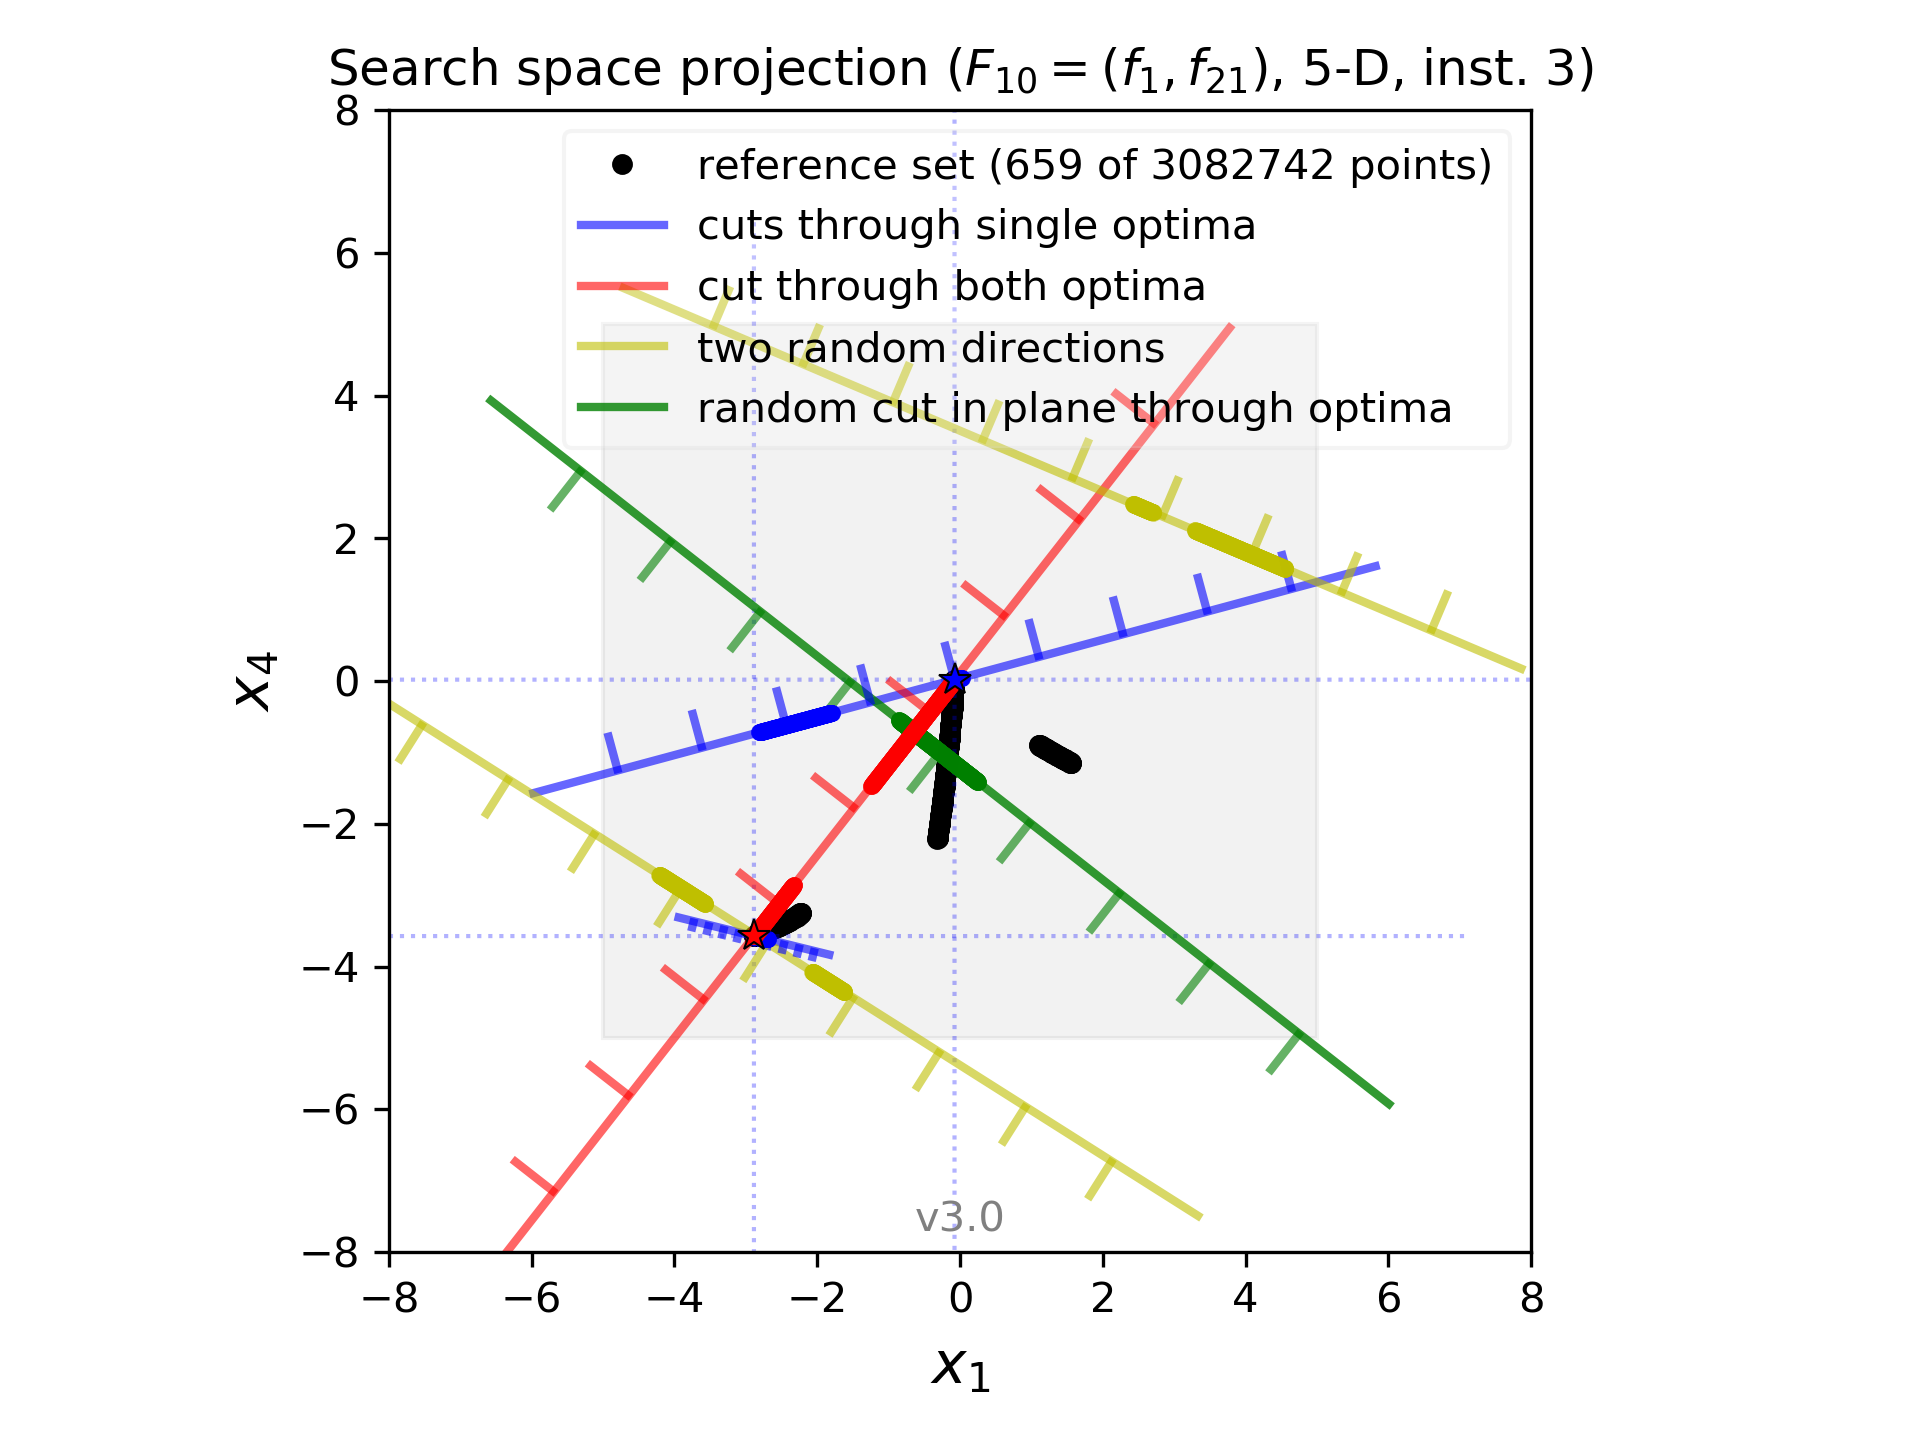 Search space projection (F₁₀ = (f₁, f₂₁), 5-D, inst. 3)
reference set (659 of 3082742 points)
cuts through single optima
cut through both optima
two random directions
random cut in plane through optima
8
6
4
2
0
−2
−4
−6
−8
x₄
v3.0
−8 −6 −4 −2 0 2 4 6 8
x₁